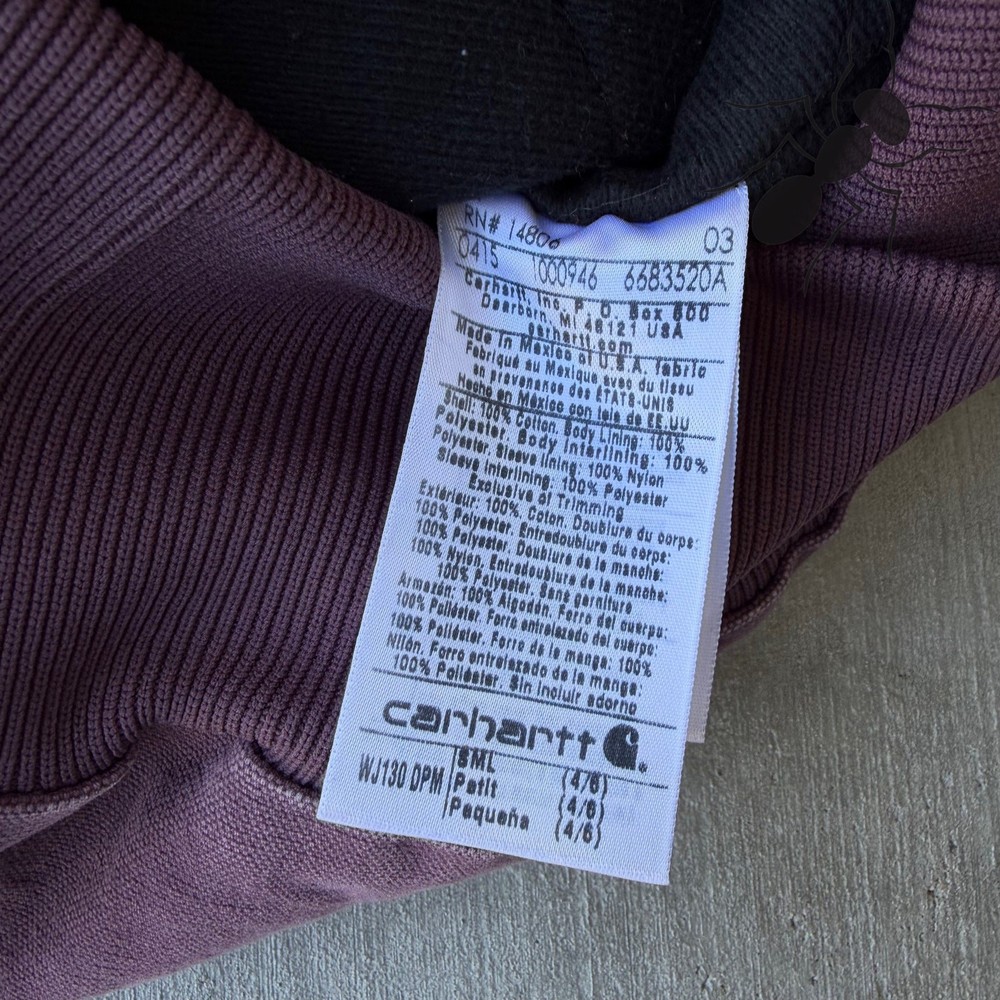 RN# 14806 03
0415 1000946 6683520A
Carhartt, Inc. P. O. Box 600
Dearborn, MI 48121 USA
carhartt.com
Made in Mexico of U.S.A. fabric
Fabriqué au Mexique avec du tissu
en provenance des ÉTATS-UNIS
Hecho en México con tela de EE.UU
Shell: 100% Cotton. Body Lining: 100%
Polyester. Body Interlining: 100%
Polyester. Sleeve lining: 100% Nylon
Sleeve Interlining: 100% Polyester
Exclusive of Trimming
Extérieur: 100% Coton. Doublure du corps:
100% Polyester. Entredoublure du corps:
100% Polyester. Doublure de la manche:
100% Nylon. Entredoublure de la manche:
100% Polyester. Sans garniture
Armazón: 100% Algodón. Forro del cuerpo:
100% Poliéster. Forro entrelazado del cuerpo:
100% Poliéster. Forro de la manga: 100%
Nilón. Forro entrelazado de la manga:
100% Poliéster. Sin incluir adorno
carhartt
WJ130 DPM
SML (4/6)
Petit (4/6)
Pequeña (4/6)